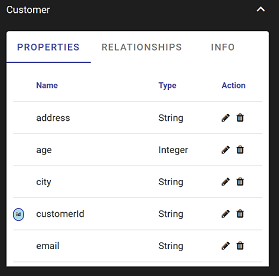 Customer
PROPERTIES RELATIONSHIPS INFO
Name Type Action
address String
age Integer
city String
customerId String
email String